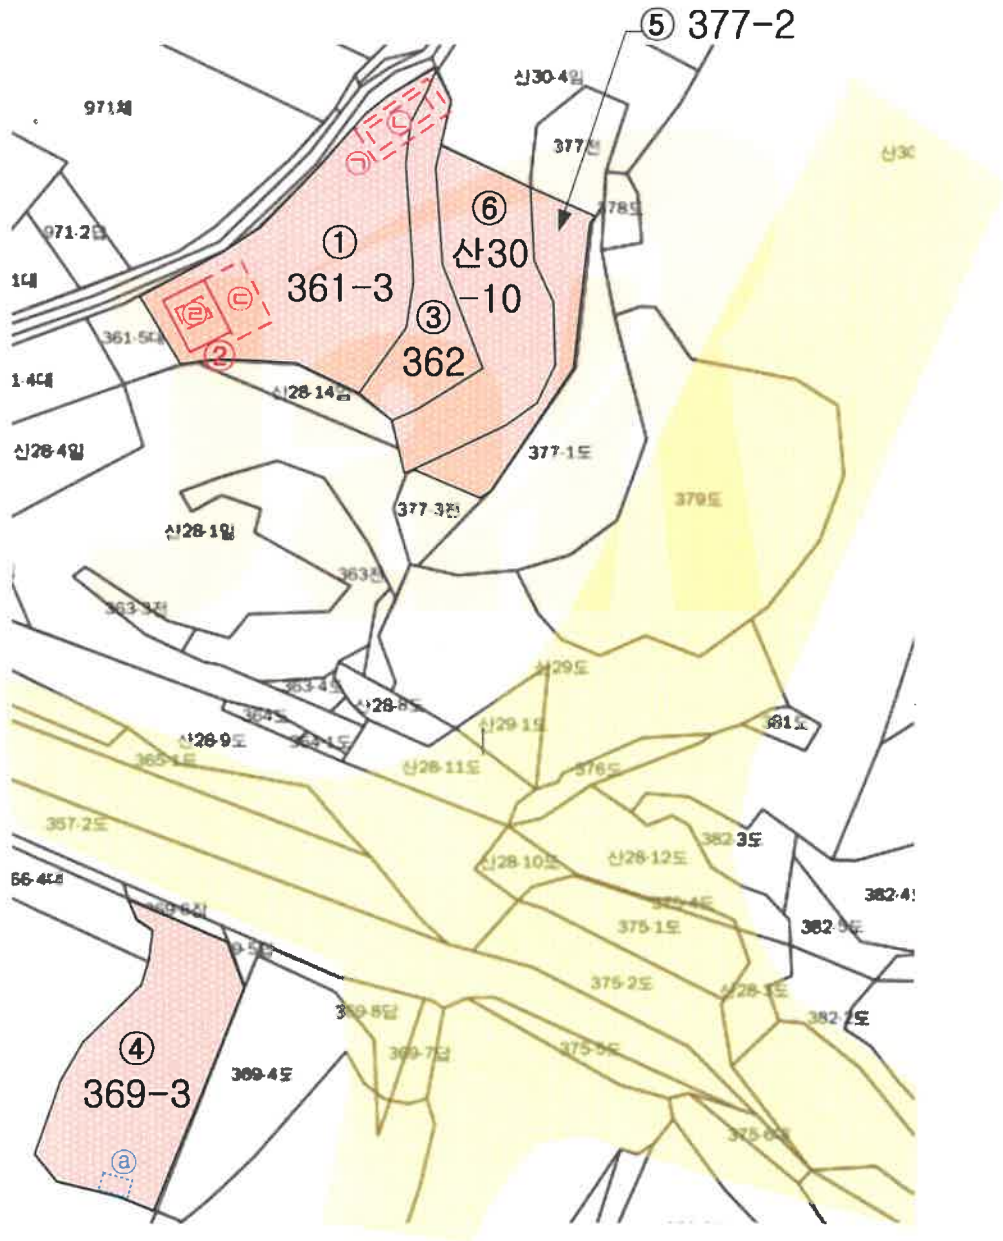 ⑤ 377-2
산30-4임
971체
377전
산30
378도
971-2답
⑥
산30
-10
①
361-3
1대
③
362
㉠
㉡
㉢
㉣
②
361-5대
1-4대
산28-14임
산28-4임
377-1도
377-3전
379도
산28-1임
363전
363-3전
산29도
363-4도
산28-8도
364도
364-1도
산28-9도
산29-1도
381도
365-1도
산28-11도
376도
367-2도
382-3도
산28-10도
산28-12도
66-4대
382-4
375-4도
369-6잡
375-1도
382-5도
9-5답
375-2도
산28-3도
369-8답
382-2도
④
369-3
369-7답
375-5도
369-4도
375-6대
ⓐ